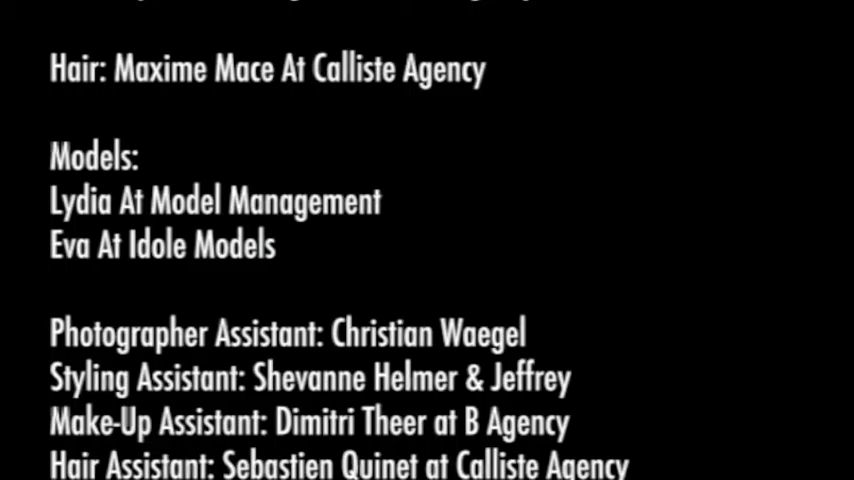 Hair: Maxime Mace At Calliste Agency
Models:
Lydia At Model Management
Eva At Idole Models
Photographer Assistant: Christian Waegel
Styling Assistant: Shevanne Helmer & Jeffrey
Make-Up Assistant: Dimitri Theer at B Agency
Hair Assistant: Sebastien Quinet at Calliste Agency